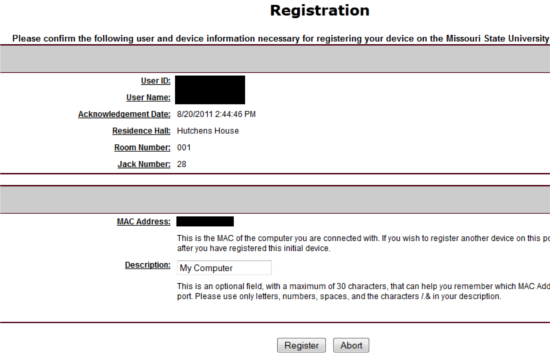 Registration
Please confirm the following user and device information necessary for registering your device on the Missouri State University
User ID:
User Name:
Acknowledgement Date: 8/20/2011 2:44:46 PM
Residence Hall: Hutchens House
Room Number: 001
Jack Number: 28
MAC Address:
This is the MAC of the computer you are connected with. If you wish to register another device on this
after you have registered this initial device.
Description: My Computer
This is an optional field, with a maximum of 30 characters, that can help you remember which MAC
port. Please use only letters, numbers, spaces, and the characters /.& in your description.
Register Abort